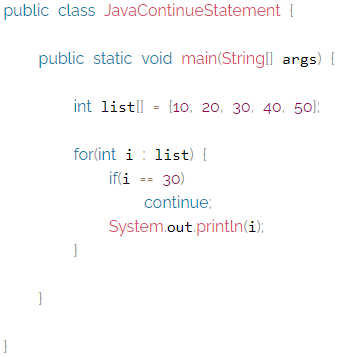 public class JavaContinueStatement {
public static void main(String[] args) {
int list[] = {10, 20, 30, 40, 50};
for(int i : list) {
if(i == 30)
continue;
System.out.println(i);
}
}
}